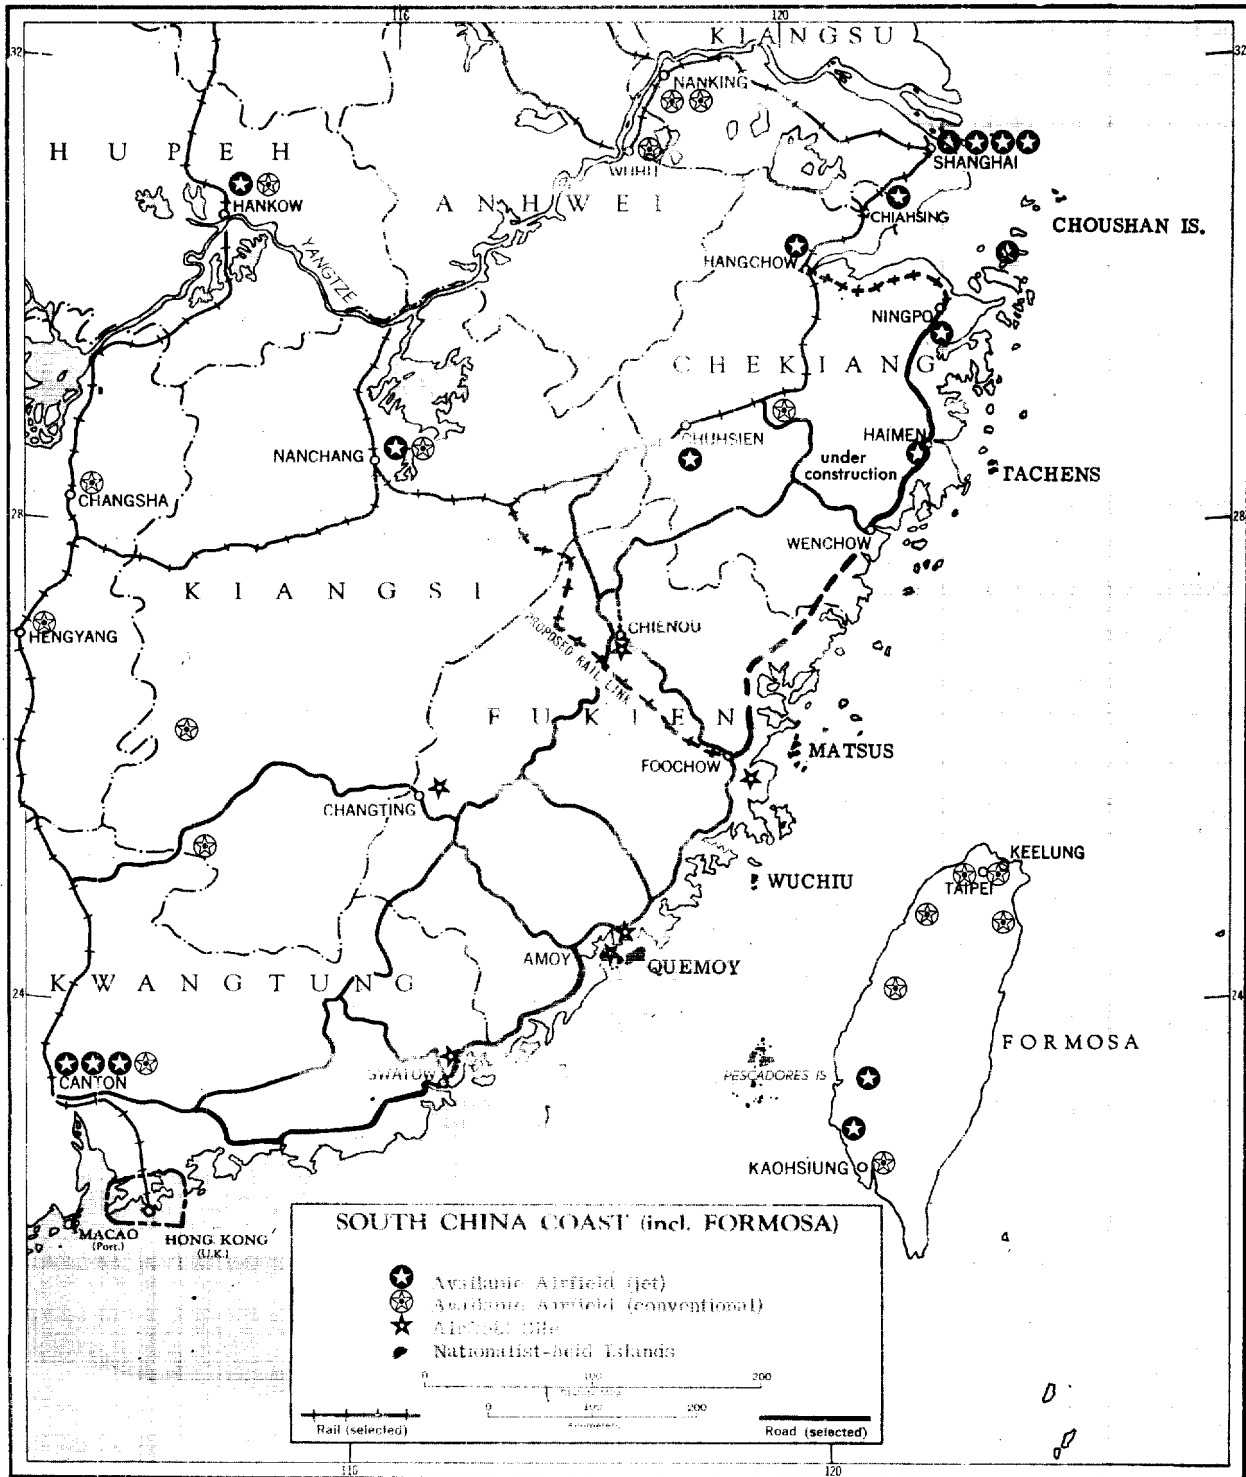 116
120
32
KIANGSU
32
NANKING
HUPEH
WUHU
SHANGHAI
HANKOW
ANHWEI
CHIAHSING
CHOUSHAN IS.
YANGTZE
HANGCHOW
NINGPO
CHEKIANG
CHUHSIEN
HAIMEN
NANCHANG
under
construction
TACHENS
CHANGSHA
28
28
WENCHOW
KIANGSI
HENGYANG
CHIENOU
PROPOSED RAIL LINK
FUKIEN
MATSUS
FOOCHOW
CHANGTING
KEELUNG
TAIPEI
WUCHIU
AMOY
QUEMOY
KWANGTUNG
24
24
FORMOSA
CANTON
SWATOW
PESCADORES IS
KAOHSIUNG
MACAO
(Port.)
HONG KONG
(U.K.)
SOUTH CHINA COAST (incl. FORMOSA)
Available Airfield (jet)
Available Airfield (conventional)
Airfield Site
Nationalist-held Islands
0 100 200
0 100 200
Kilometers
Rail (selected)
Road (selected)
116
120